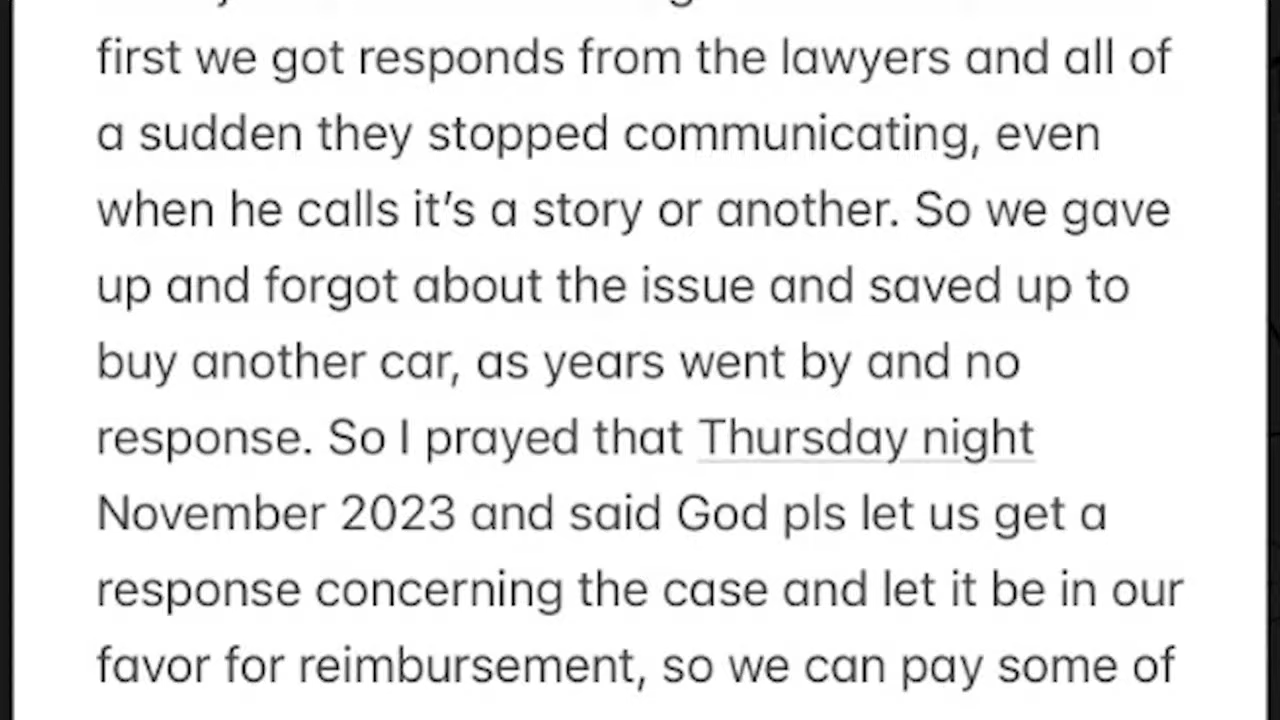 first we got responds from the lawyers and all of
a sudden they stopped communicating, even
when he calls it’s a story or another. So we gave
up and forgot about the issue and saved up to
buy another car, as years went by and no
response. So I prayed that Thursday night
November 2023 and said God pls let us get a
response concerning the case and let it be in our
favor for reimbursement, so we can pay some of